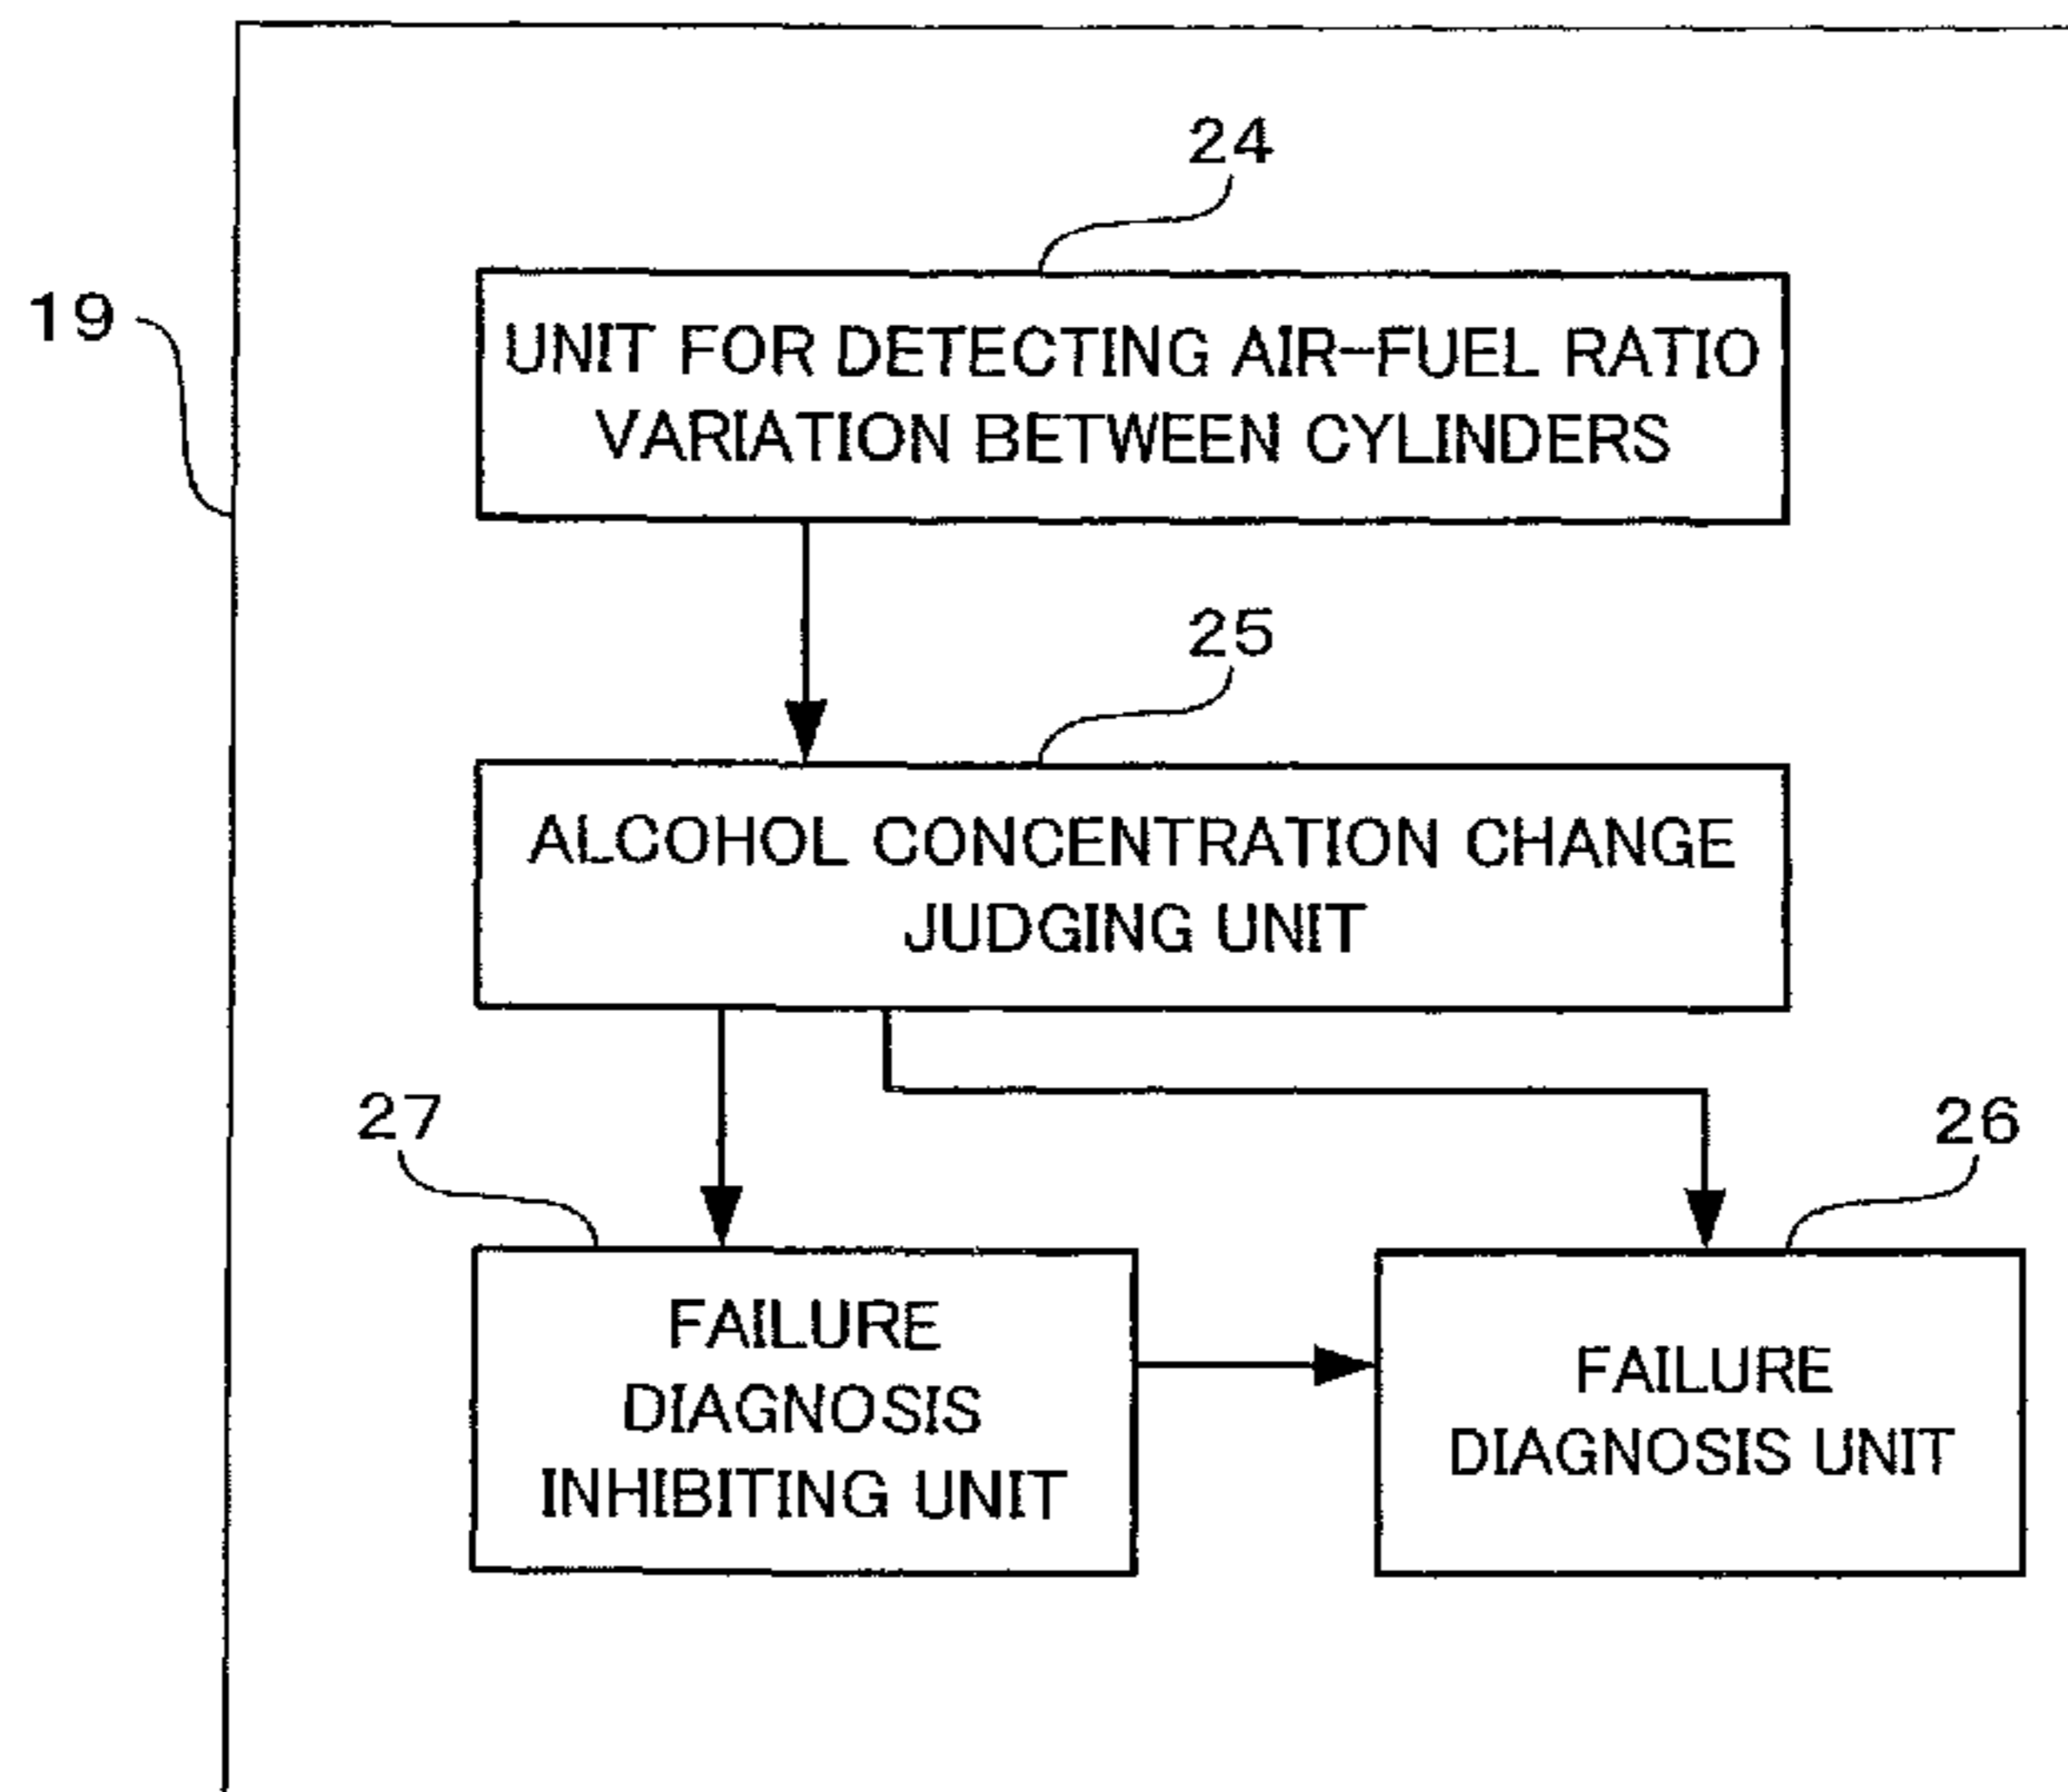 24
19
UNIT FOR DETECTING AIR-FUEL RATIO
VARIATION BETWEEN CYLINDERS
25
ALCOHOL CONCENTRATION CHANGE
JUDGING UNIT
27
26
FAILURE
DIAGNOSIS
INHIBITING UNIT
FAILURE
DIAGNOSIS UNIT